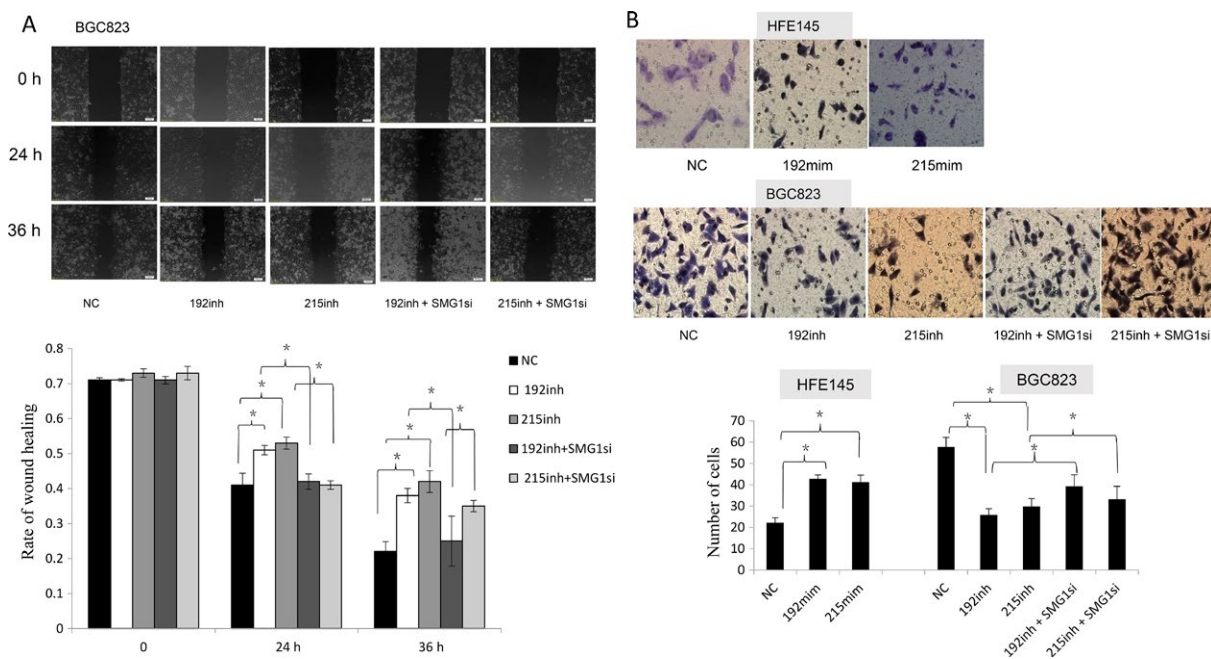 A
BGC823
0 h
24 h
36 h
NC 192inh 215inh 192inh + SMG1si 215inh + SMG1si
Rate of wound healing
0.8
0.7
0.6
0.5
0.4
0.3
0.2
0.1
0
0 24 h 36 h
* * * *
* * * *
NC
192inh
215inh
192inh+SMG1si
215inh+SMG1si
B
HFE145
NC 192mim 215mim
BGC823
NC 192inh 215inh 192inh + SMG1si 215inh + SMG1si
HFE145
BGC823
Number of cells
70
60
50
40
30
20
10
0
* *
* * * *
NC
192mim
215mim
NC
192inh
215inh
192inh + SMG1si
215inh + SMG1si